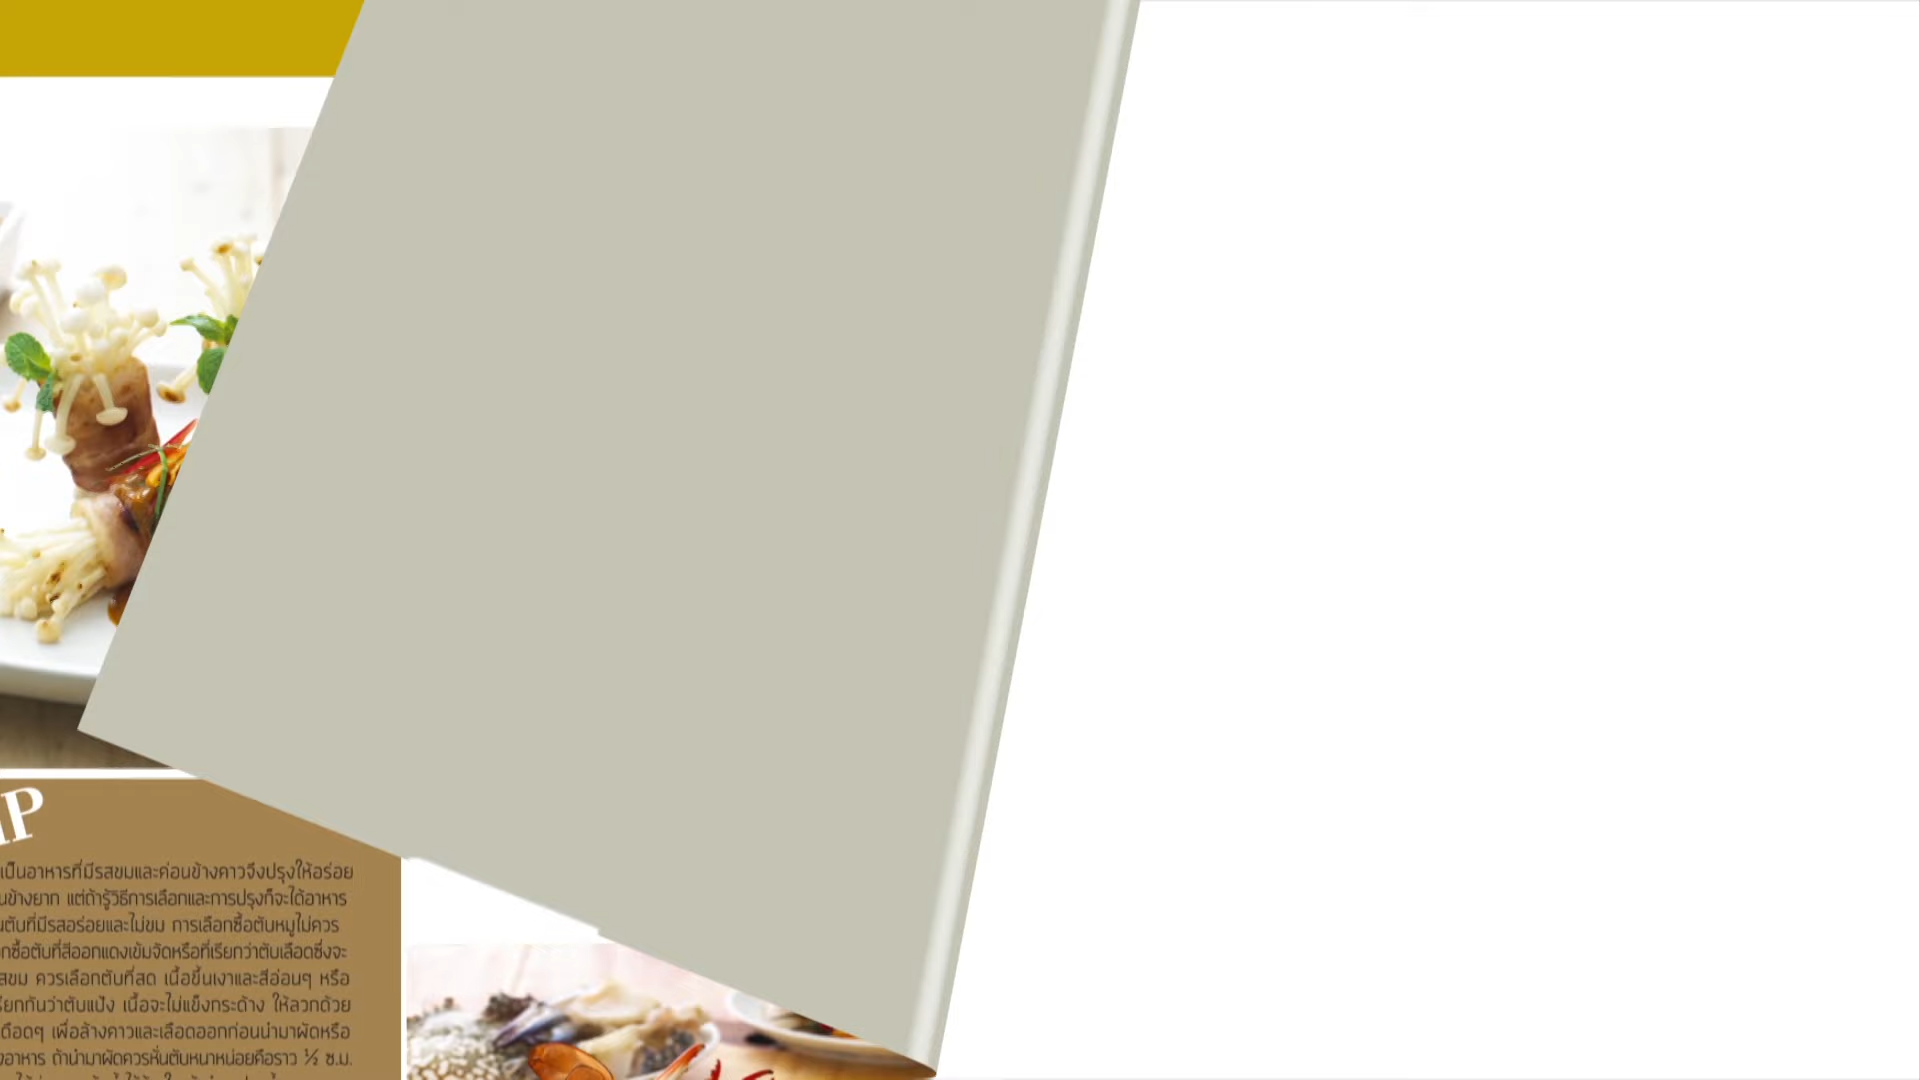 IP
เป็นอาหารที่มีรสขมและค่อนข้างคาวจึงปรุงให้อร่อย
นข้างยาก แต่ถ้ารู้วิธีการเลือกและการปรุงก็จะได้อาหาร
นตับที่มีรสอร่อยและไม่ขม การเลือกซื้อตับหมูไม่ควร
กซื้อตับที่สีออกแดงเข้มจัดหรือที่เรียกว่าตับเลือดซึ่งจะ
สขม ควรเลือกตับที่สด เนื้อขึ้นเงาและสีอ่อนๆ หรือ
รียกกันว่าตับแป้ง เนื้อจะไม่แข็งกระด้าง ให้ลวกด้วย
ดือดๆ เพื่อล้างคาวและเลือดออกก่อนนำมาผัดหรือ
งอาหาร ถ้านำมาผัดควรหั่นตับหนาหน่อยคือราว ½ ซ.ม.